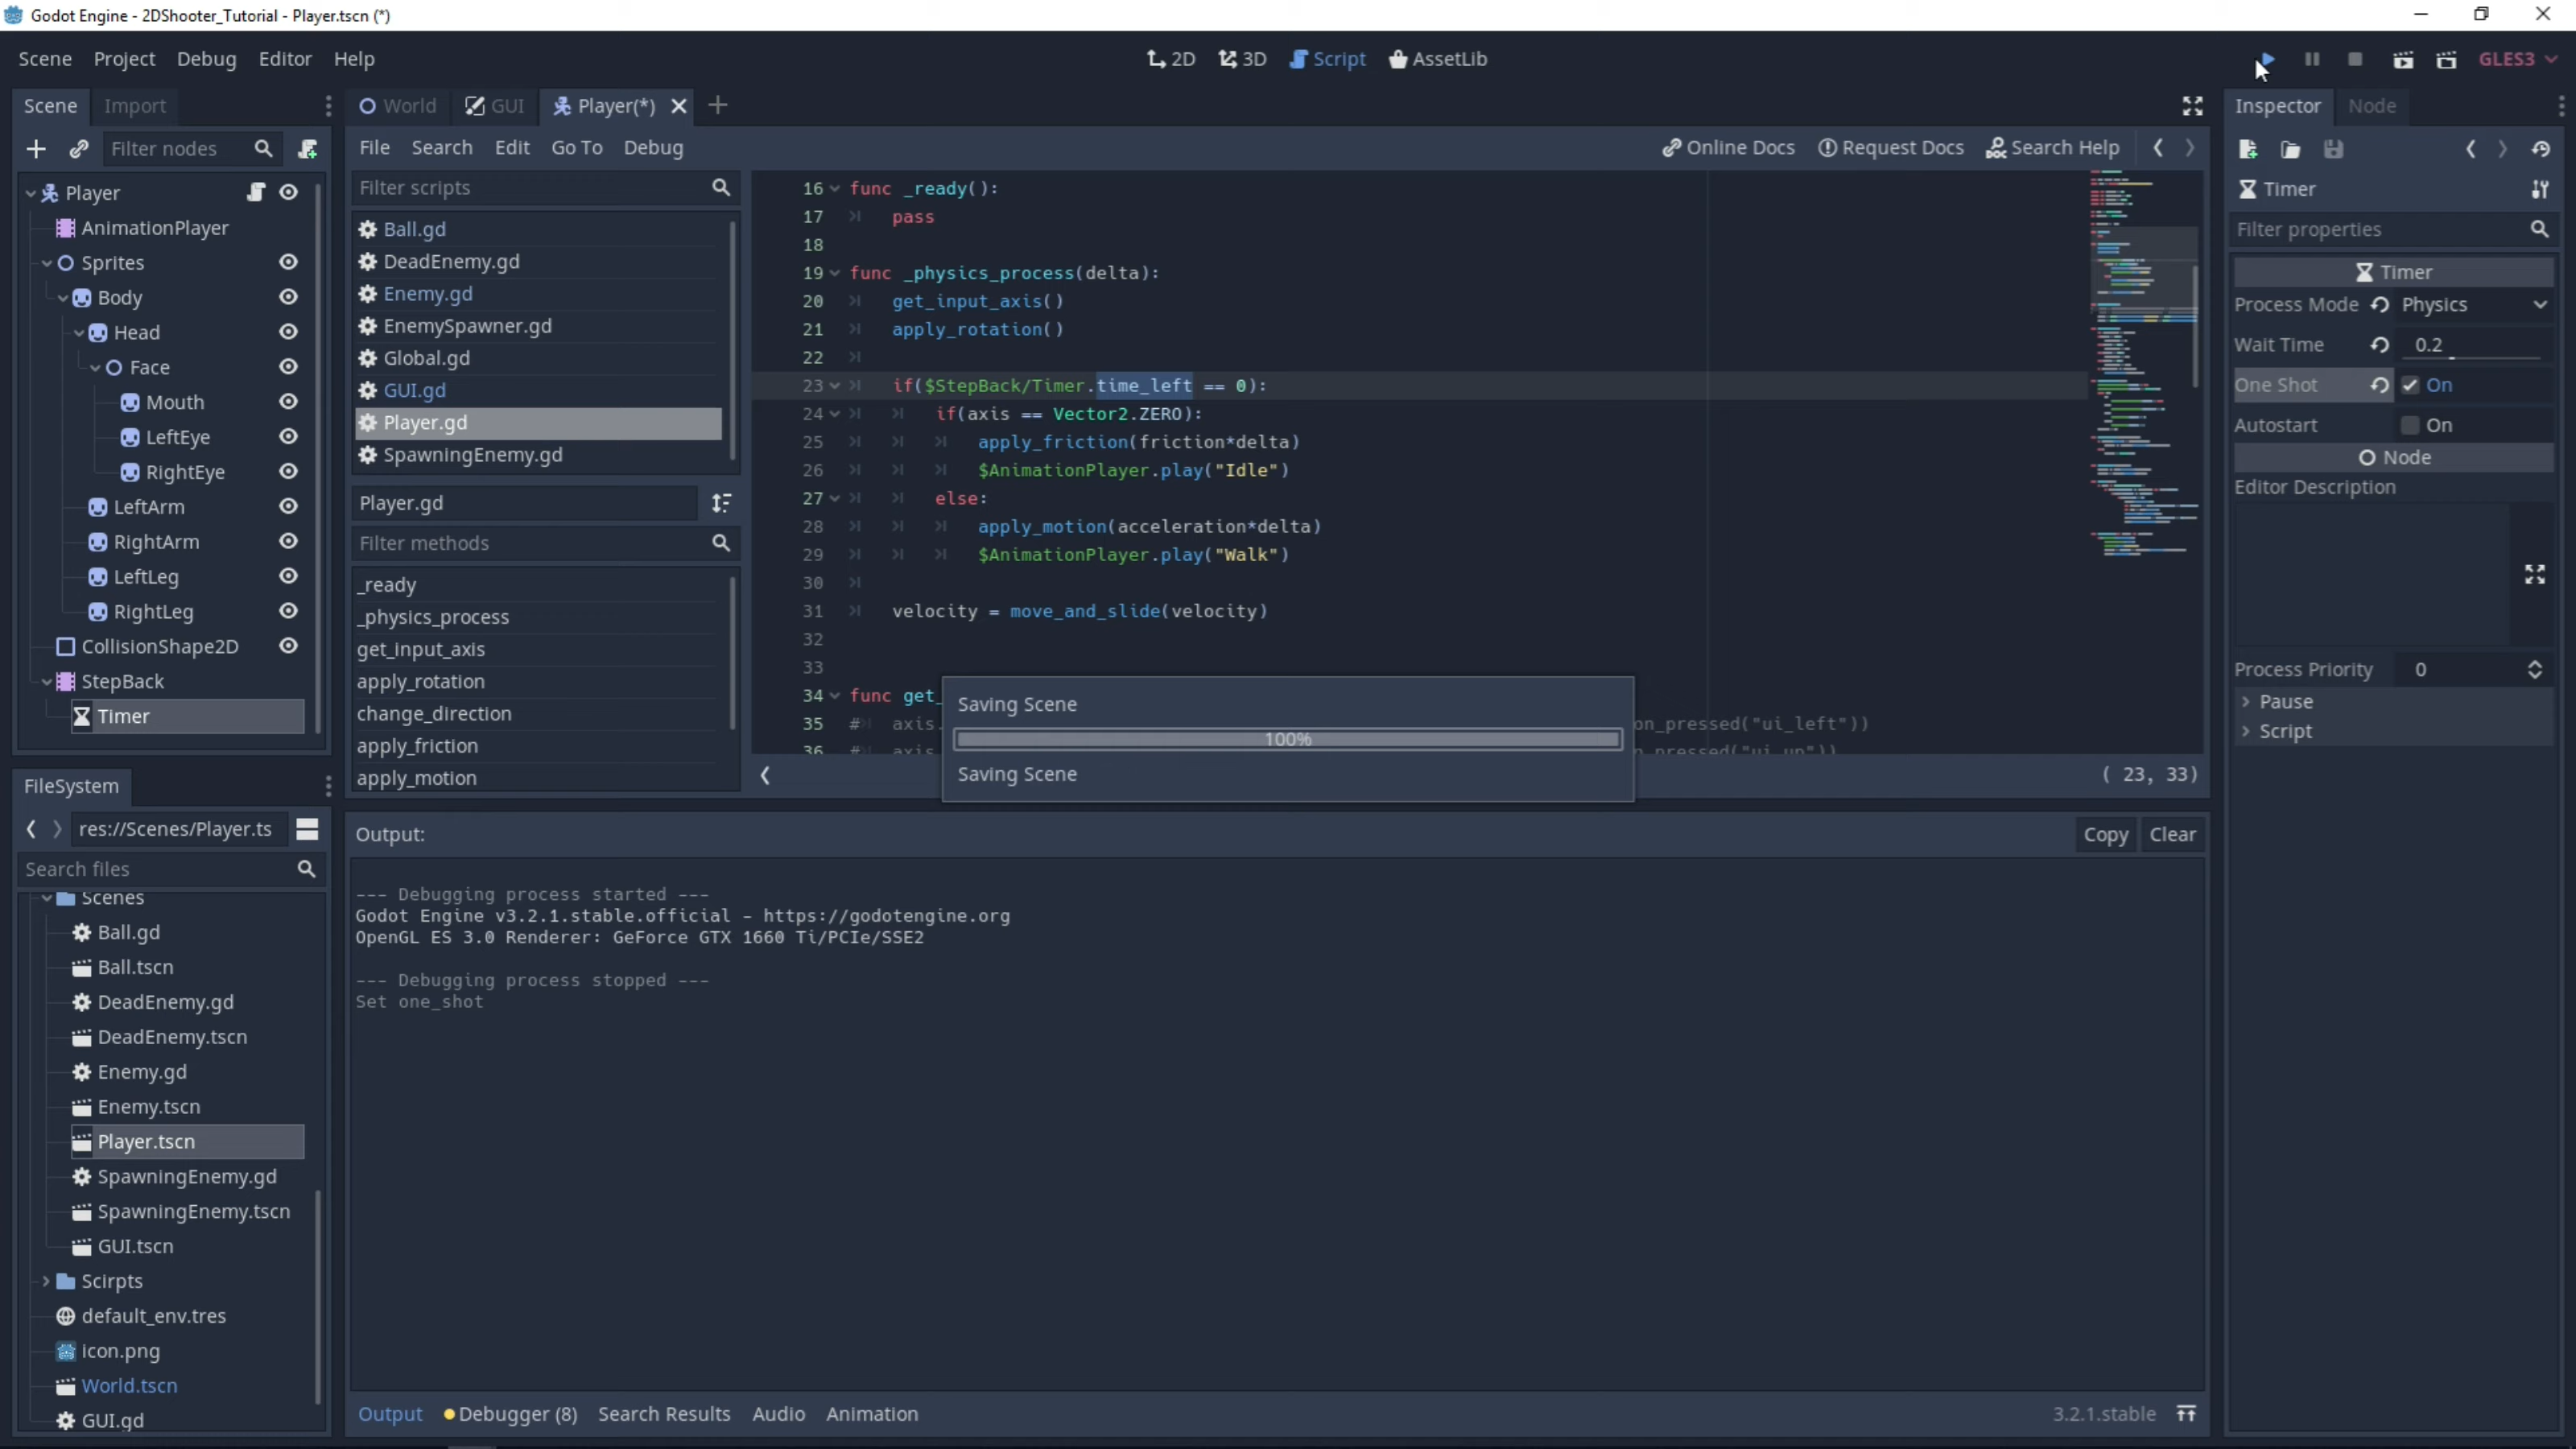 Godot Engine - 2DShooter_Tutorial - Player.tscn (*)
Scene Project Debug Editor Help
2D 3D Script AssetLib
GLES3
Scene Import
Filter nodes
Player
AnimationPlayer
Sprites
Body
Head
Face
Mouth
LeftEye
RightEye
LeftArm
RightArm
LeftLeg
RightLeg
CollisionShape2D
StepBack
Timer
FileSystem
res://Scenes/Player.ts
Search files
Scenes
Ball.gd
Ball.tscn
DeadEnemy.gd
DeadEnemy.tscn
Enemy.gd
Enemy.tscn
Player.tscn
SpawningEnemy.gd
SpawningEnemy.tscn
GUI.tscn
Scirpts
default_env.tres
icon.png
World.tscn
GUI.gd
World GUI Player(*)
File Search Edit Go To Debug
Online Docs Request Docs Search Help
Filter scripts
Ball.gd
DeadEnemy.gd
Enemy.gd
EnemySpawner.gd
Global.gd
GUI.gd
Player.gd
SpawningEnemy.gd
Player.gd
Filter methods
_ready
_physics_process
get_input_axis
apply_rotation
change_direction
apply_friction
apply_motion
16 func _ready():
17 pass
18
19 func _physics_process(delta):
20 get_input_axis()
21 apply_rotation()
22
23 if($StepBack/Timer.time_left == 0):
24 if(axis == Vector2.ZERO):
25 apply_friction(friction*delta)
26 $AnimationPlayer.play("Idle")
27 else:
28 apply_motion(acceleration*delta)
29 $AnimationPlayer.play("Walk")
30
31 velocity = move_and_slide(velocity)
32
33
34 func get_
35 # axis. on_pressed("ui_left"))
36 # axis n_pressed("ui_up"))
Saving Scene
100%
Saving Scene
( 23, 33)
Output:
Copy Clear
--- Debugging process started ---
Godot Engine v3.2.1.stable.official - https://godotengine.org
OpenGL ES 3.0 Renderer: GeForce GTX 1660 Ti/PCIe/SSE2
--- Debugging process stopped ---
Set one_shot
Output Debugger (8) Search Results Audio Animation
3.2.1.stable
Inspector Node
Timer
Filter properties
Timer
Process Mode Physics
Wait Time 0.2
One Shot On
Autostart On
Node
Editor Description
Process Priority 0
Pause
Script